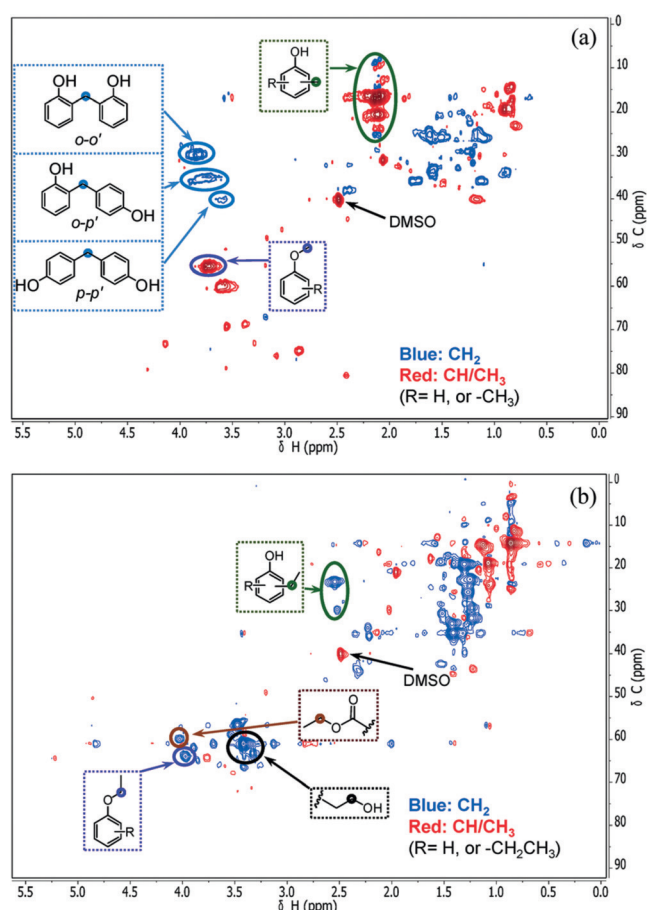 (a)
OH
R
OH OH
o-o'
OH
OH
o-p'
HO OH
p-p'
DMSO
O
R
Blue: CH₂
Red: CH/CH₃
(R= H, or -CH₃)
0
10
20
30
40
50
60
70
80
90
δ C (ppm)
5.5 5.0 4.5 4.0 3.5 3.0 2.5 2.0 1.5 1.0 0.5 0.0
δ H (ppm)
(b)
OH
R
DMSO
O
O
OH
O
R
Blue: CH₂
Red: CH/CH₃
(R= H, or -CH₂CH₃)
0
10
20
30
40
50
60
70
80
90
δ C (ppm)
5.5 5.0 4.5 4.0 3.5 3.0 2.5 2.0 1.5 1.0 0.5 0.0
δ H (ppm)